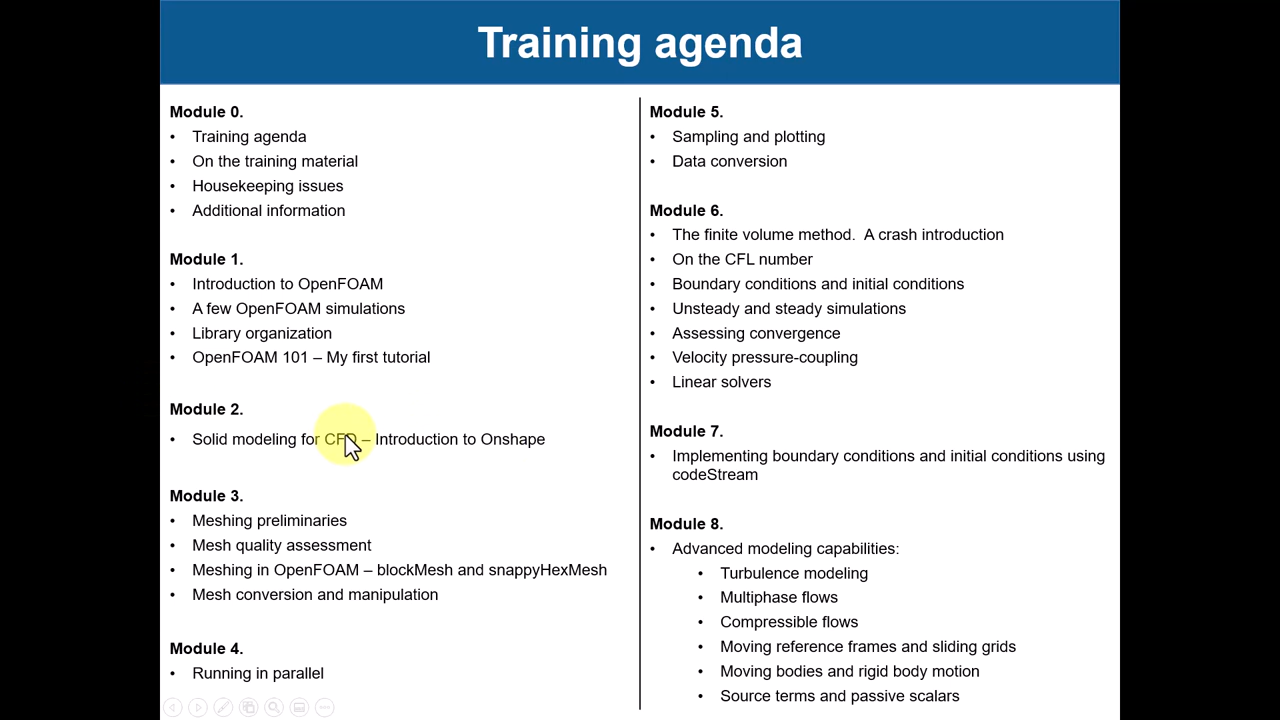 Training agenda
Module 0.
• Training agenda
• On the training material
• Housekeeping issues
• Additional information
Module 1.
• Introduction to OpenFOAM
• A few OpenFOAM simulations
• Library organization
• OpenFOAM 101 – My first tutorial
Module 2.
• Solid modeling for CFD – Introduction to Onshape
Module 3.
• Meshing preliminaries
• Mesh quality assessment
• Meshing in OpenFOAM – blockMesh and snappyHexMesh
• Mesh conversion and manipulation
Module 4.
• Running in parallel
Module 5.
• Sampling and plotting
• Data conversion
Module 6.
• The finite volume method.  A crash introduction
• On the CFL number
• Boundary conditions and initial conditions
• Unsteady and steady simulations
• Assessing convergence
• Velocity pressure-coupling
• Linear solvers
Module 7.
• Implementing boundary conditions and initial conditions using
codeStream
Module 8.
• Advanced modeling capabilities:
• Turbulence modeling
• Multiphase flows
• Compressible flows
• Moving reference frames and sliding grids
• Moving bodies and rigid body motion
• Source terms and passive scalars